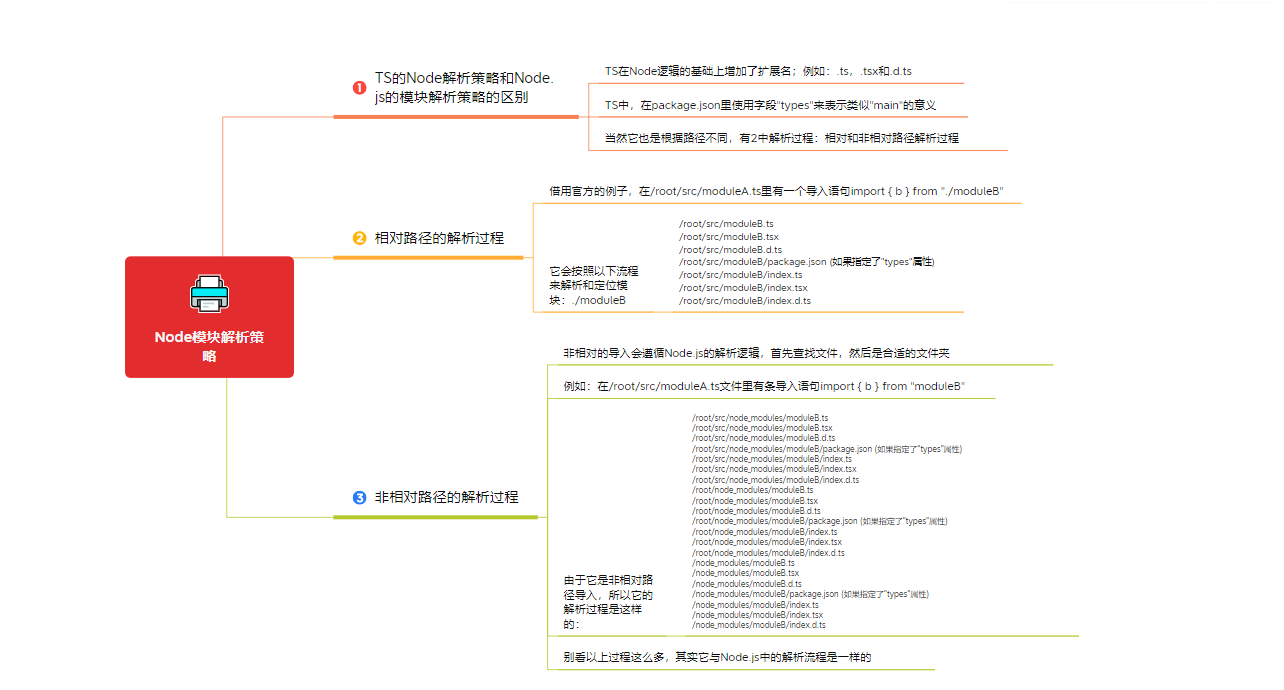 Node模块解析策
略
❶
TS的Node解析策略和Node.
js的模块解析策略的区别
TS在Node逻辑的基础上增加了扩展名；例如：.ts，.tsx和.d.ts
TS中，在package.json里使用字段"types"来表示类似"main"的意义
当然它也是根据路径不同，有2中解析过程：相对和非相对路径解析过程
❷ 相对路径的解析过程
借用官方的例子，在/root/src/moduleA.ts里有一个导入语句import { b } from "./moduleB"
它会按照以下流程
来解析和定位模
块：./moduleB
/root/src/moduleB.ts
/root/src/moduleB.tsx
/root/src/moduleB.d.ts
/root/src/moduleB/package.json (如果指定了"types"属性)
/root/src/moduleB/index.ts
/root/src/moduleB/index.tsx
/root/src/moduleB/index.d.ts
❸ 非相对路径的解析过程
非相对的导入会遵循Node.js的解析逻辑，首先查找文件，然后是合适的文件夹
例如：在/root/src/moduleA.ts文件里有条导入语句import { b } from "moduleB"
由于它是非相对路
径导入，所以它的
解析过程是这样
的：
/root/src/node_modules/moduleB.ts
/root/src/node_modules/moduleB.tsx
/root/src/node_modules/moduleB.d.ts
/root/src/node_modules/moduleB/package.json (如果指定了"types"属性)
/root/src/node_modules/moduleB/index.ts
/root/src/node_modules/moduleB/index.tsx
/root/src/node_modules/moduleB/index.d.ts
/root/node_modules/moduleB.ts
/root/node_modules/moduleB.tsx
/root/node_modules/moduleB.d.ts
/root/node_modules/moduleB/package.json (如果指定了"types"属性)
/root/node_modules/moduleB/index.ts
/root/node_modules/moduleB/index.tsx
/root/node_modules/moduleB/index.d.ts
/node_modules/moduleB.ts
/node_modules/moduleB.tsx
/node_modules/moduleB.d.ts
/node_modules/moduleB/package.json (如果指定了"types"属性)
/node_modules/moduleB/index.ts
/node_modules/moduleB/index.tsx
/node_modules/moduleB/index.d.ts
别看以上过程这么多，其实它与Node.js中的解析流程是一样的